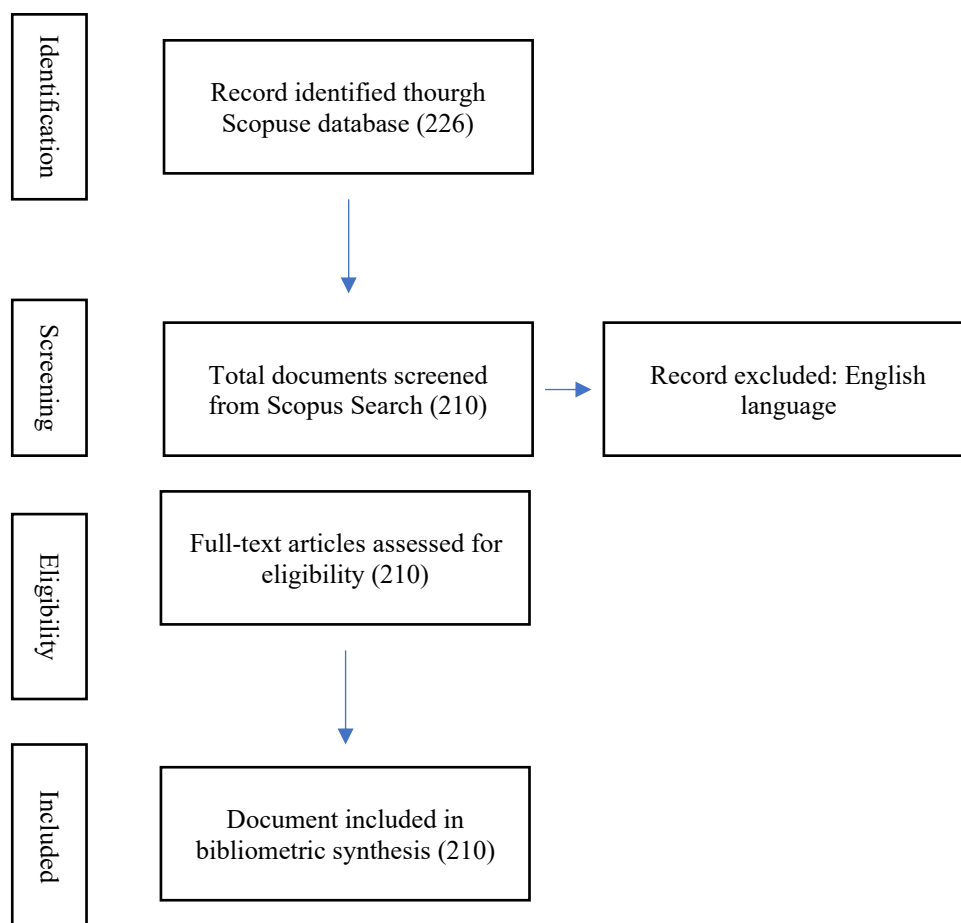 Identification
Record identified thourgh
Scopuse database (226)
Screening
Total documents screened
from Scopus Search (210)
Record excluded: English
language
Eligibility
Full-text articles assessed for
eligibility (210)
Included
Document included in
bibliometric synthesis (210)